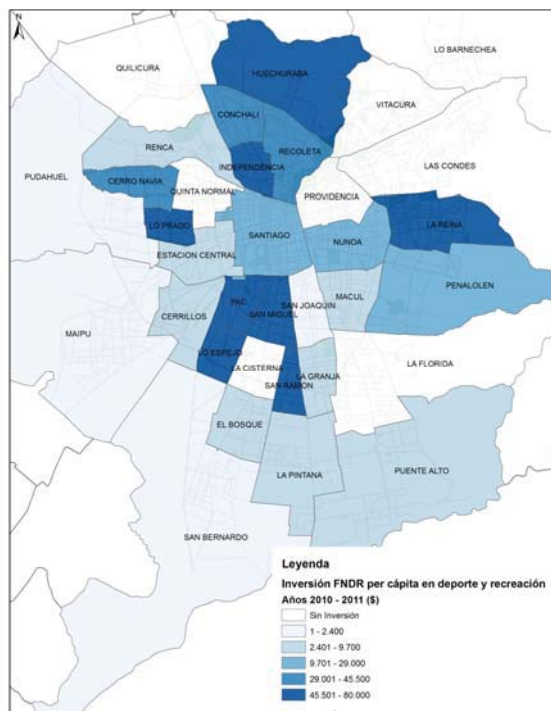 N
LO BARNECHEA
QUILICURA
HUECHURABA
VITACURA
CONCHALI
RENCA
RECOLETA
LAS CONDES
INDEPENDENCIA
PUDAHUEL
CERRO NAVIA
QUINTA NORMAL
PROVIDENCIA
LO PRADO
LA REINA
SANTIAGO
NUNOA
ESTACION CENTRAL
PENALOLEN
PAC
SAN JOAQUIN
MACUL
CERRILLOS
SAN MIGUEL
MAIPU
LO ESPEJO
LA FLORIDA
LA CISTERNA
LA GRANJA
SAN RAMON
EL BOSQUE
LA PINTANA
PUENTE ALTO
SAN BERNARDO
Leyenda
Inversión FNDR per cápita en deporte y recreación
Años 2010 - 2011 ($)
Sin Inversión
1 - 2.400
2.401 - 9.700
9.701 - 29.000
29.001 - 45.500
45.501 - 80.000